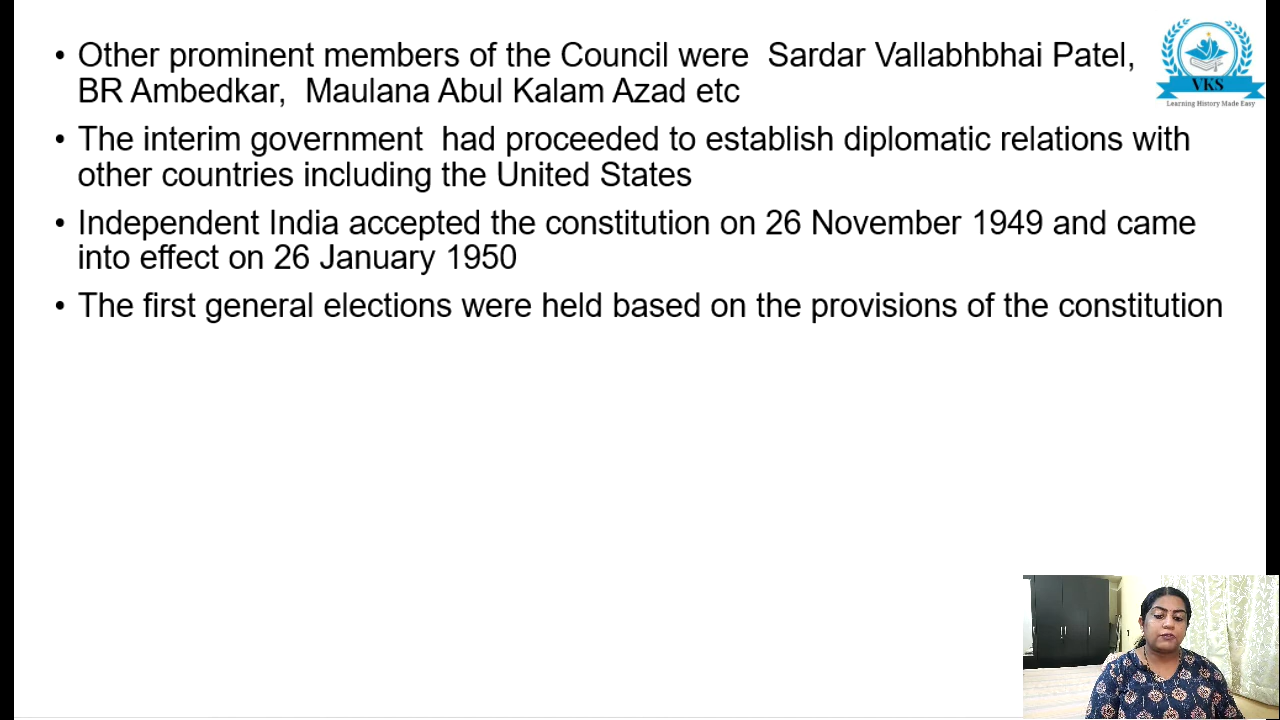 • Other prominent members of the Council were Sardar Vallabhbhai Patel,
BR Ambedkar, Maulana Abul Kalam Azad etc
• The interim government had proceeded to establish diplomatic relations with
other countries including the United States
• Independent India accepted the constitution on 26 November 1949 and came
into effect on 26 January 1950
• The first general elections were held based on the provisions of the constitution
VKS
Learning History Made Easy